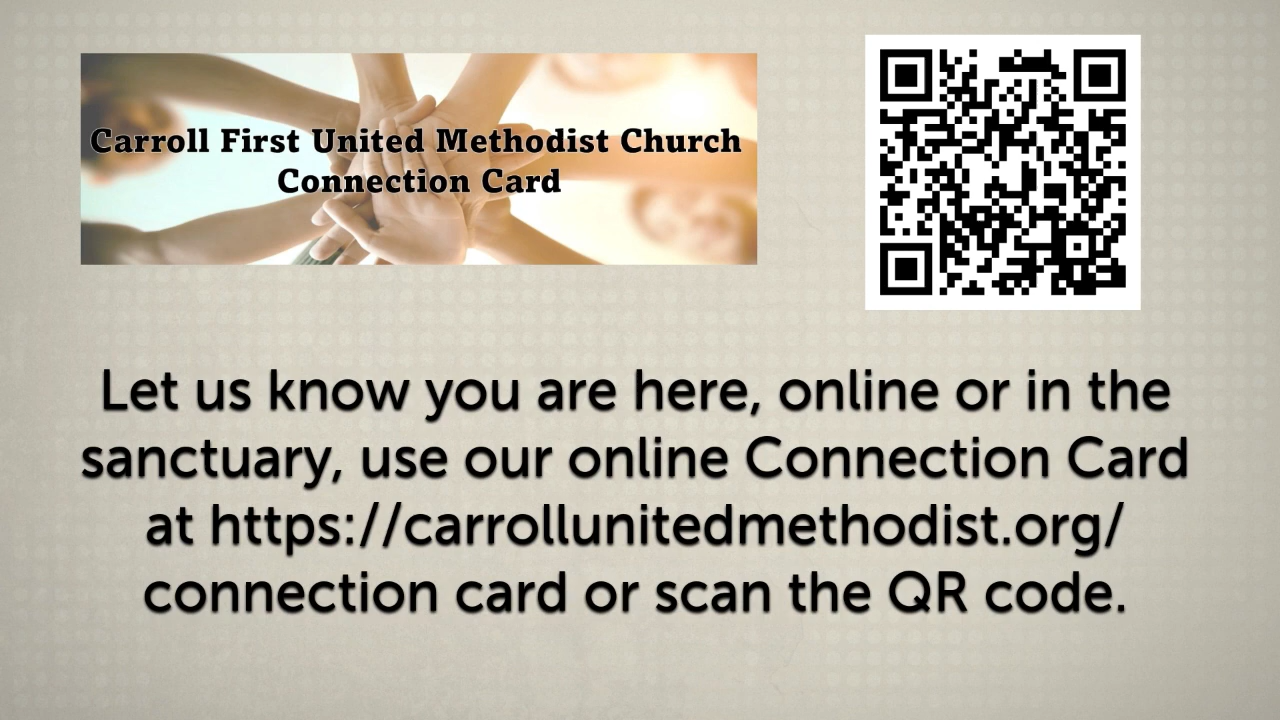 Carroll First United Methodist Church
Connection Card
Let us know you are here, online or in the
sanctuary, use our online Connection Card
at https://carrollunitedmethodist.org/
connection card or scan the QR code.